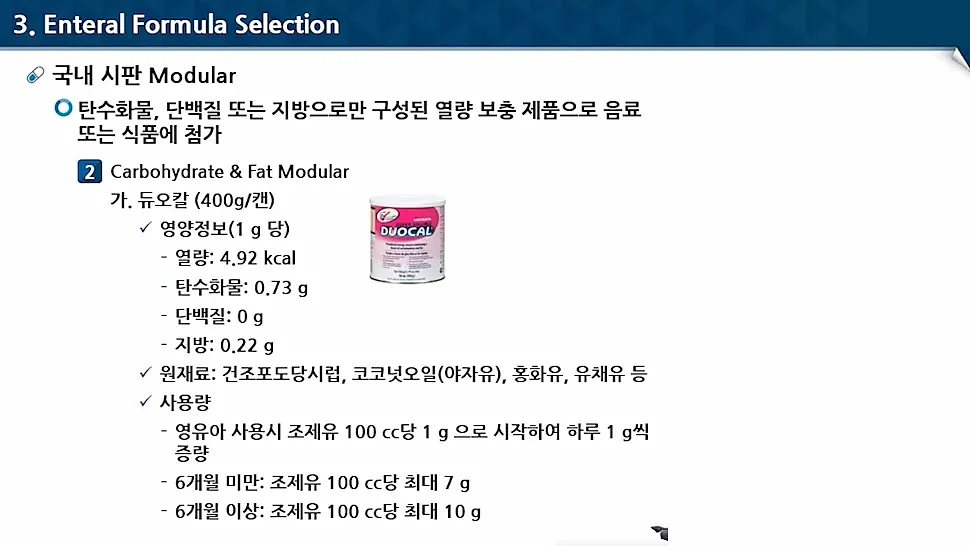 3. Enteral Formula Selection
국내 시판 Modular
탄수화물, 단백질 또는 지방으로만 구성된 열량 보충 제품으로 음료
또는 식품에 첨가
2 Carbohydrate & Fat Modular
가. 듀오칼 (400g/캔)
✓ 영양정보(1 g 당)
- 열량: 4.92 kcal
- 탄수화물: 0.73 g
- 단백질: 0 g
- 지방: 0.22 g
DUOCAL
✓ 원재료: 건조포도당시럽, 코코넛오일(야자유), 홍화유, 유채유 등
✓ 사용량
- 영유아 사용시 조제유 100 cc당 1 g 으로 시작하여 하루 1 g씩
증량
- 6개월 미만: 조제유 100 cc당 최대 7 g
- 6개월 이상: 조제유 100 cc당 최대 10 g